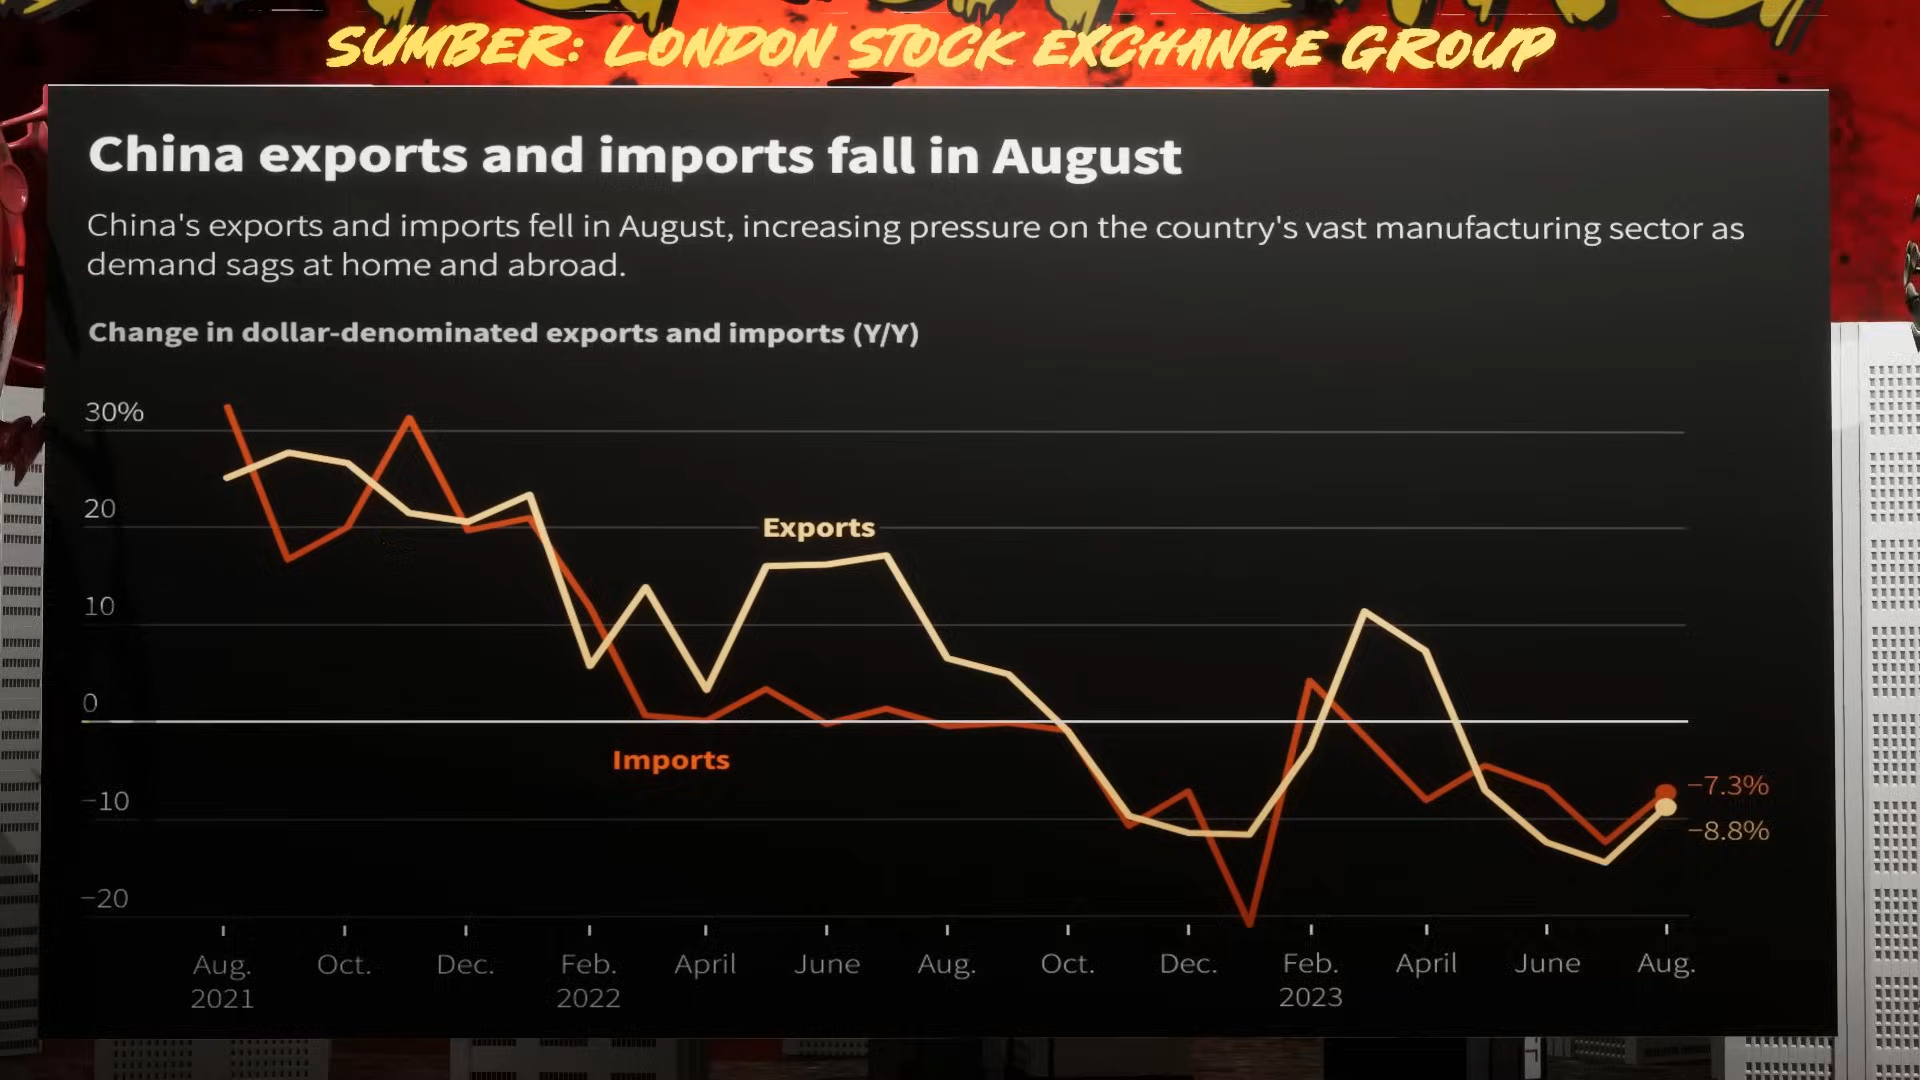 SUMBER: LONDON STOCK EXCHANGE GROUP
China exports and imports fall in August
China's exports and imports fell in August, increasing pressure on the country's vast manufacturing sector as
demand sags at home and abroad.
Change in dollar-denominated exports and imports (Y/Y)
30%
20
Exports
10
0
Imports
−7.3%
−10
−8.8%
−20
Aug. Oct. Dec. Feb. April June Aug. Oct. Dec. Feb. April June Aug.
2021 2022 2023